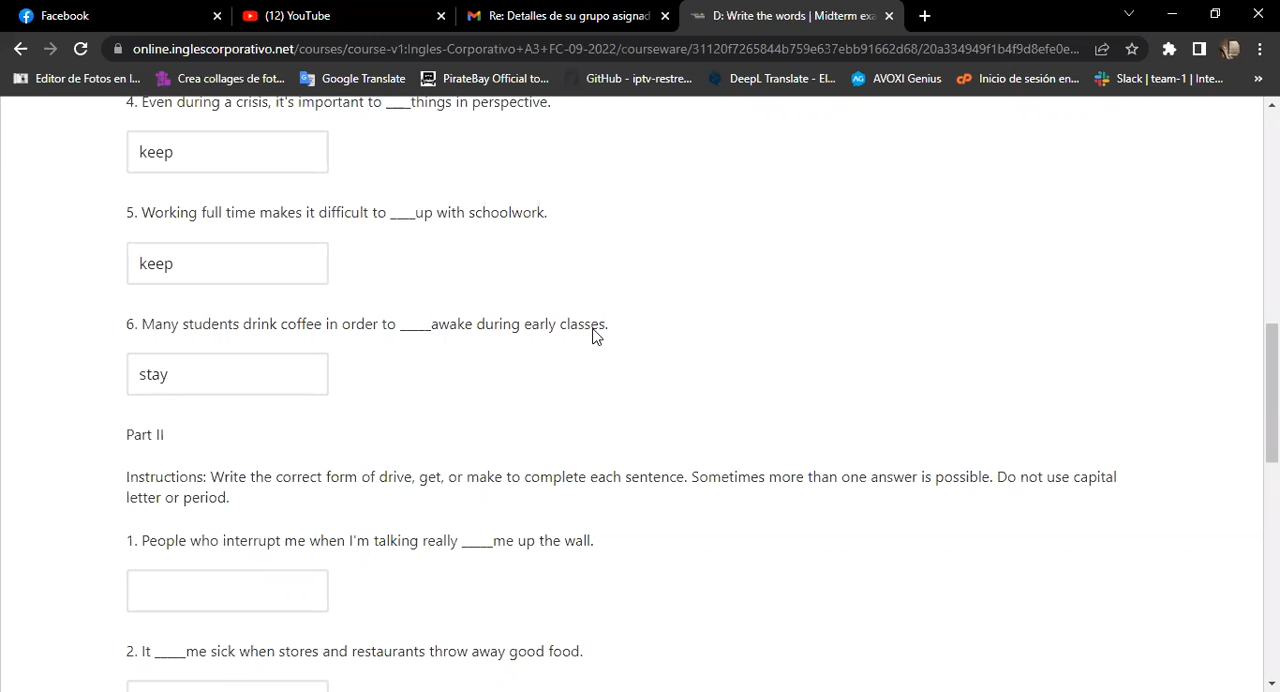 Facebook
(12) YouTube
Re: Detalles de su grupo asignad
D: Write the words | Midterm exa
online.inglescorporativo.net/courses/course-v1:Ingles-Corporativo+A3+FC-09-2022/courseware/31120f7265844b759e637ebb91662d68/20a334949f1b4f9d8efe0e...
Editor de Fotos en l...
Crea collages de fot...
Google Translate
PirateBay Official to...
GitHub - iptv-restre...
DeepL Translate - El...
AVOXI Genius
Inicio de sesión en...
Slack | team-1 | Inte...
»
4. Even during a crisis, it's important to ____things in perspective.
keep
5. Working full time makes it difficult to ____up with schoolwork.
keep
6. Many students drink coffee in order to _____awake during early classes.
stay
Part II
Instructions: Write the correct form of drive, get, or make to complete each sentence. Sometimes more than one answer is possible. Do not use capital
letter or period.
1. People who interrupt me when I'm talking really _____me up the wall.
2. It _____me sick when stores and restaurants throw away good food.